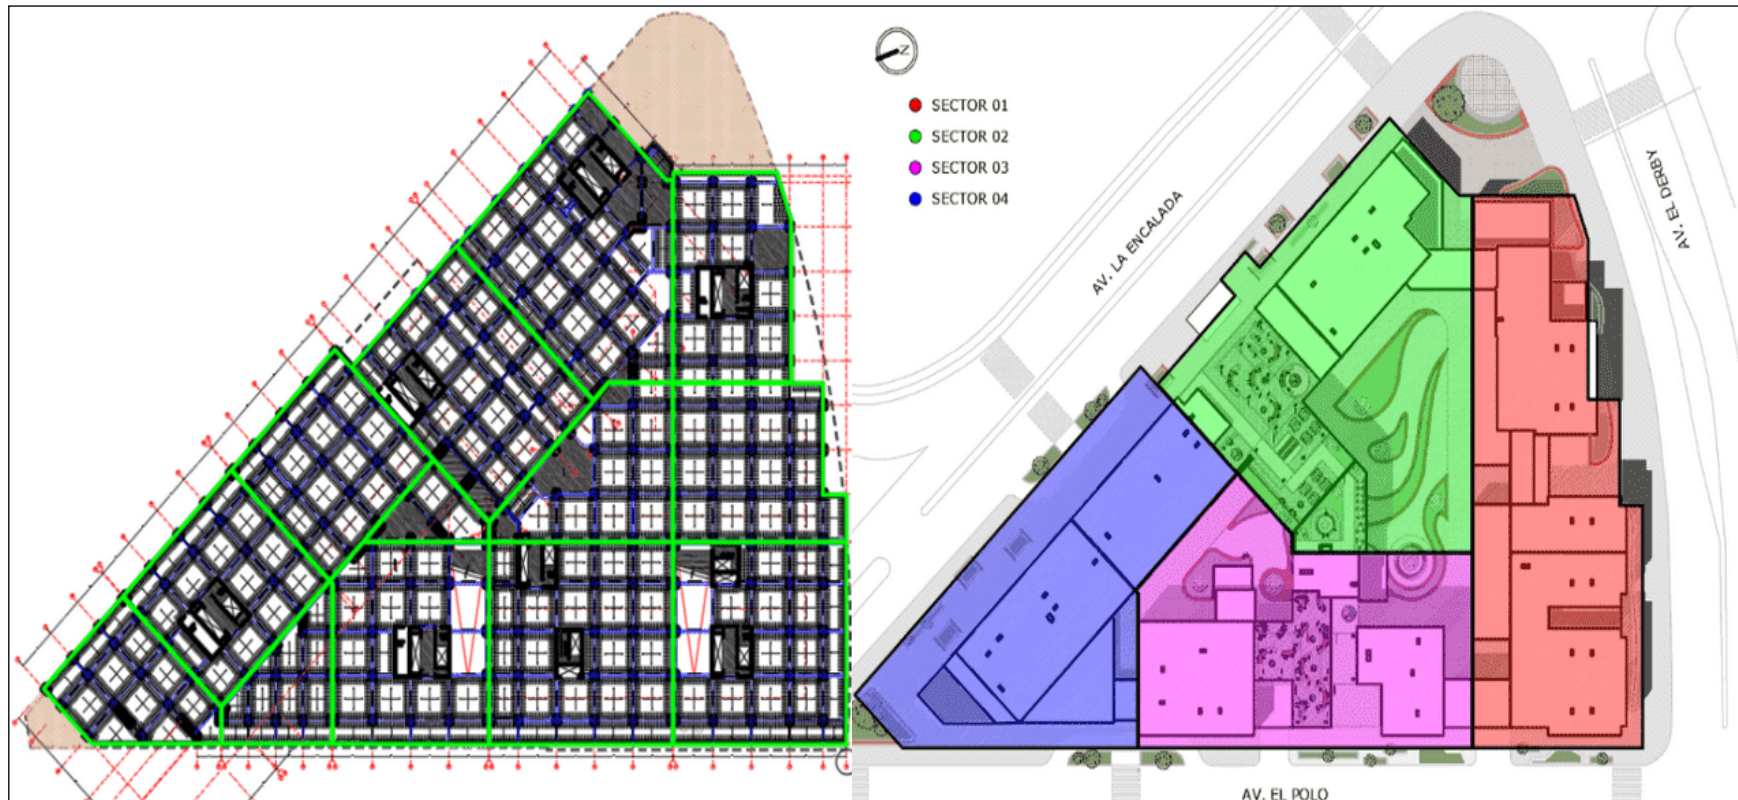 N
SECTOR 01
SECTOR 02
SECTOR 03
SECTOR 04
AV. LA ENCALADA
AV. EL DERBY
AV. EL POLO